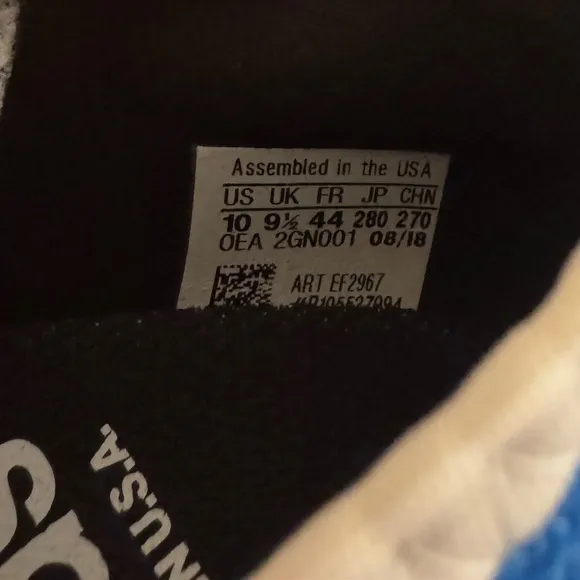 Assembled in the USA
US UK FR JP CHN
10 9½ 44 280 270
OEA 2GN001 08/18
ART EF2967
IN U.S.A.